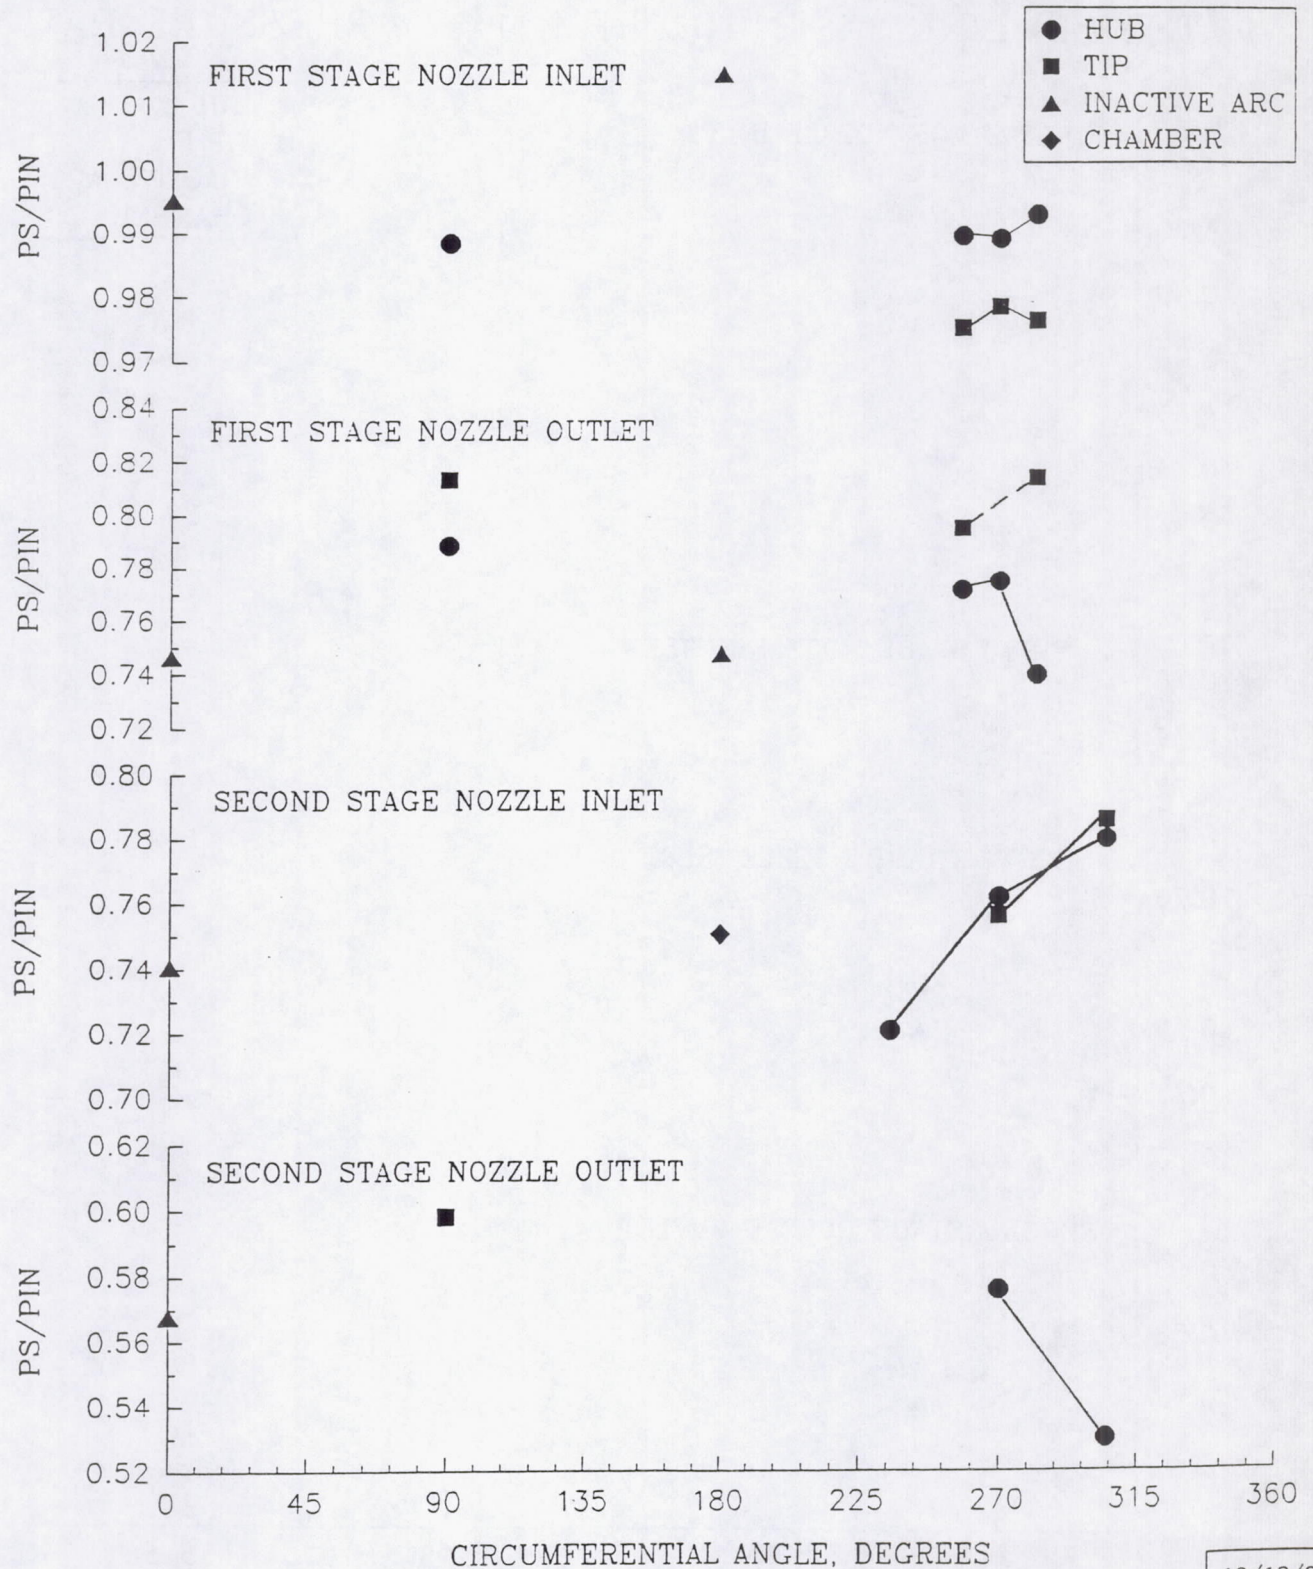 HUB
TIP
INACTIVE ARC
CHAMBER
FIRST STAGE NOZZLE INLET
PS/PIN
1.02
1.01
1.00
0.99
0.98
0.97
FIRST STAGE NOZZLE OUTLET
PS/PIN
0.84
0.82
0.80
0.78
0.76
0.74
0.72
SECOND STAGE NOZZLE INLET
PS/PIN
0.80
0.78
0.76
0.74
0.72
0.70
SECOND STAGE NOZZLE OUTLET
PS/PIN
0.62
0.60
0.58
0.56
0.54
0.52
0 45 90 135 180 225 270 315 360
CIRCUMFERENTIAL ANGLE, DEGREES